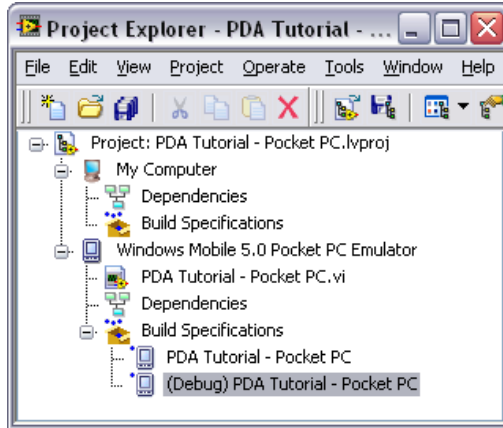 Project Explorer - PDA Tutorial - ...
File Edit View Project Operate Tools Window Help
Project: PDA Tutorial - Pocket PC.lvproj
My Computer
Dependencies
Build Specifications
Windows Mobile 5.0 Pocket PC Emulator
PDA Tutorial - Pocket PC.vi
Dependencies
Build Specifications
PDA Tutorial - Pocket PC
(Debug) PDA Tutorial - Pocket PC